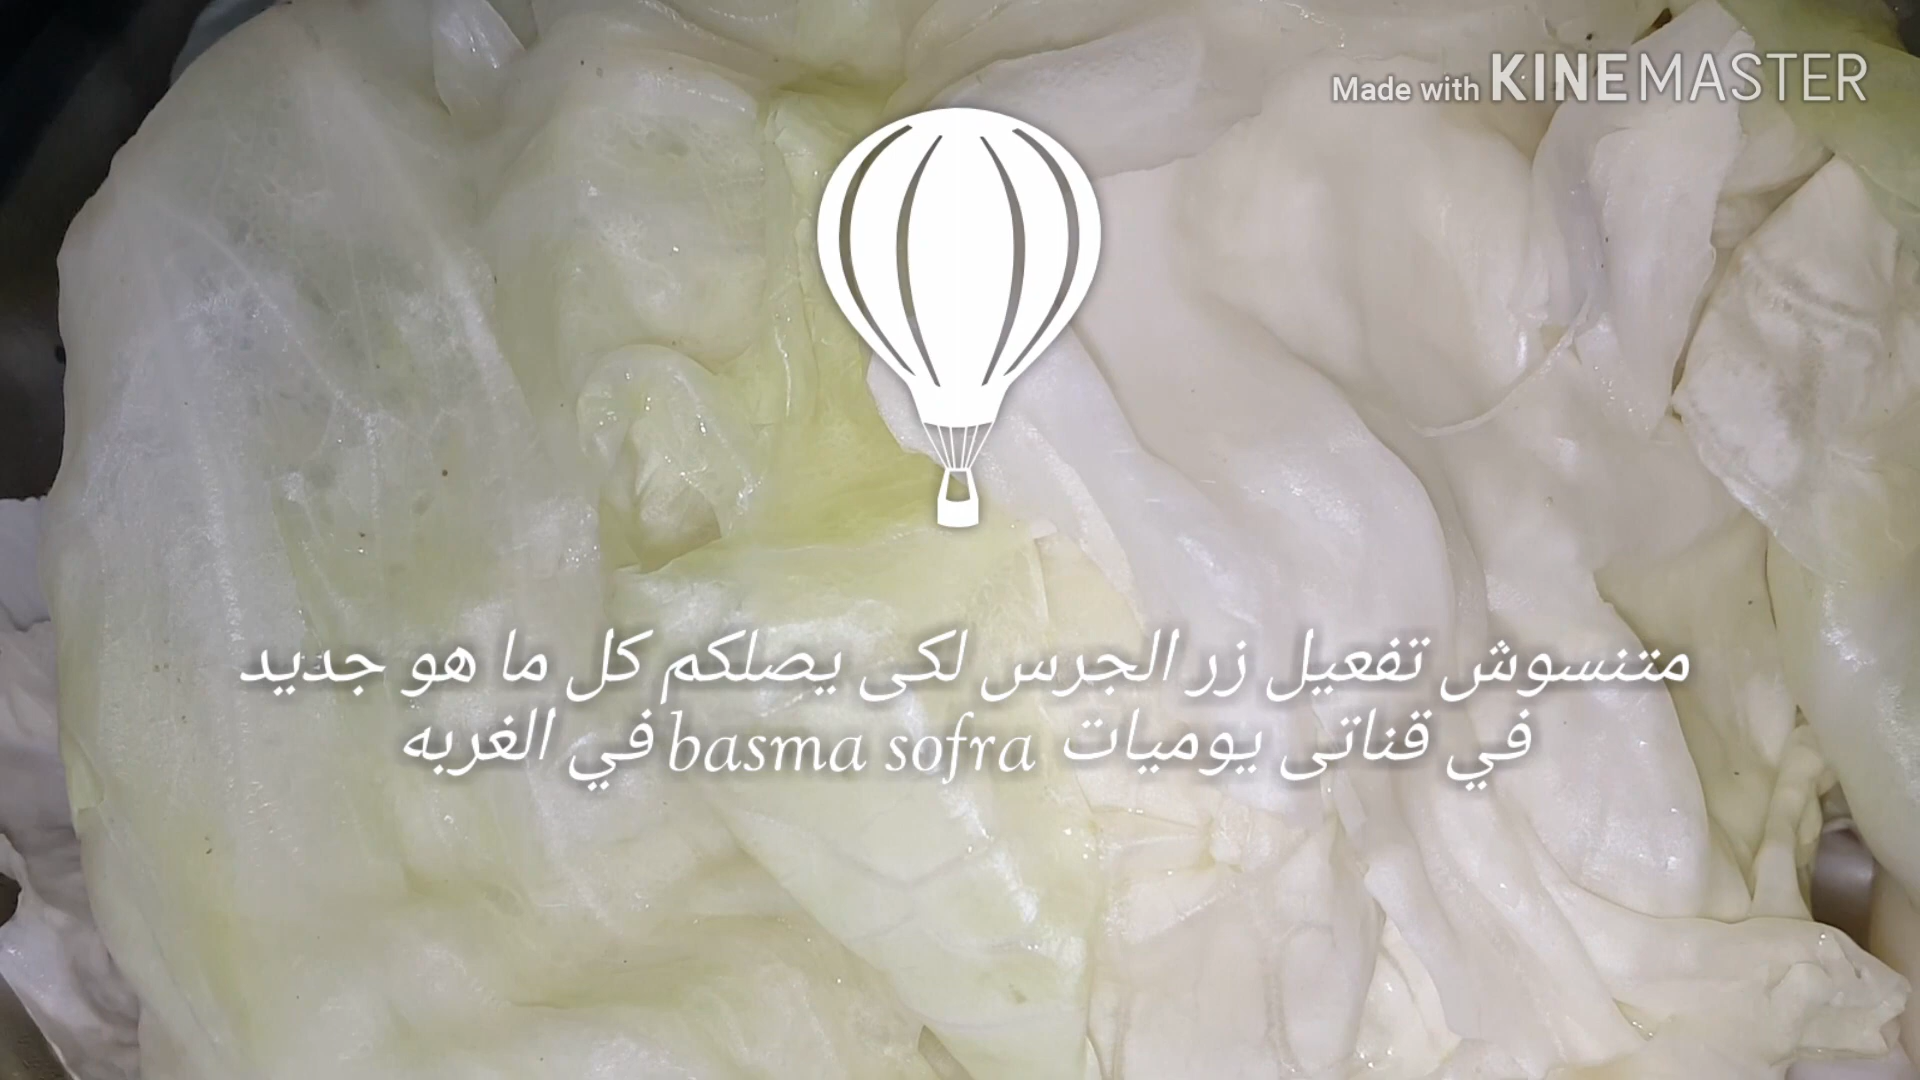 Made with KINEMASTER
متنسوش تفعيل زر الجرس لكى يصلكم كل ما هو جديد
في قناتى يوميات basma sofra في الغربه